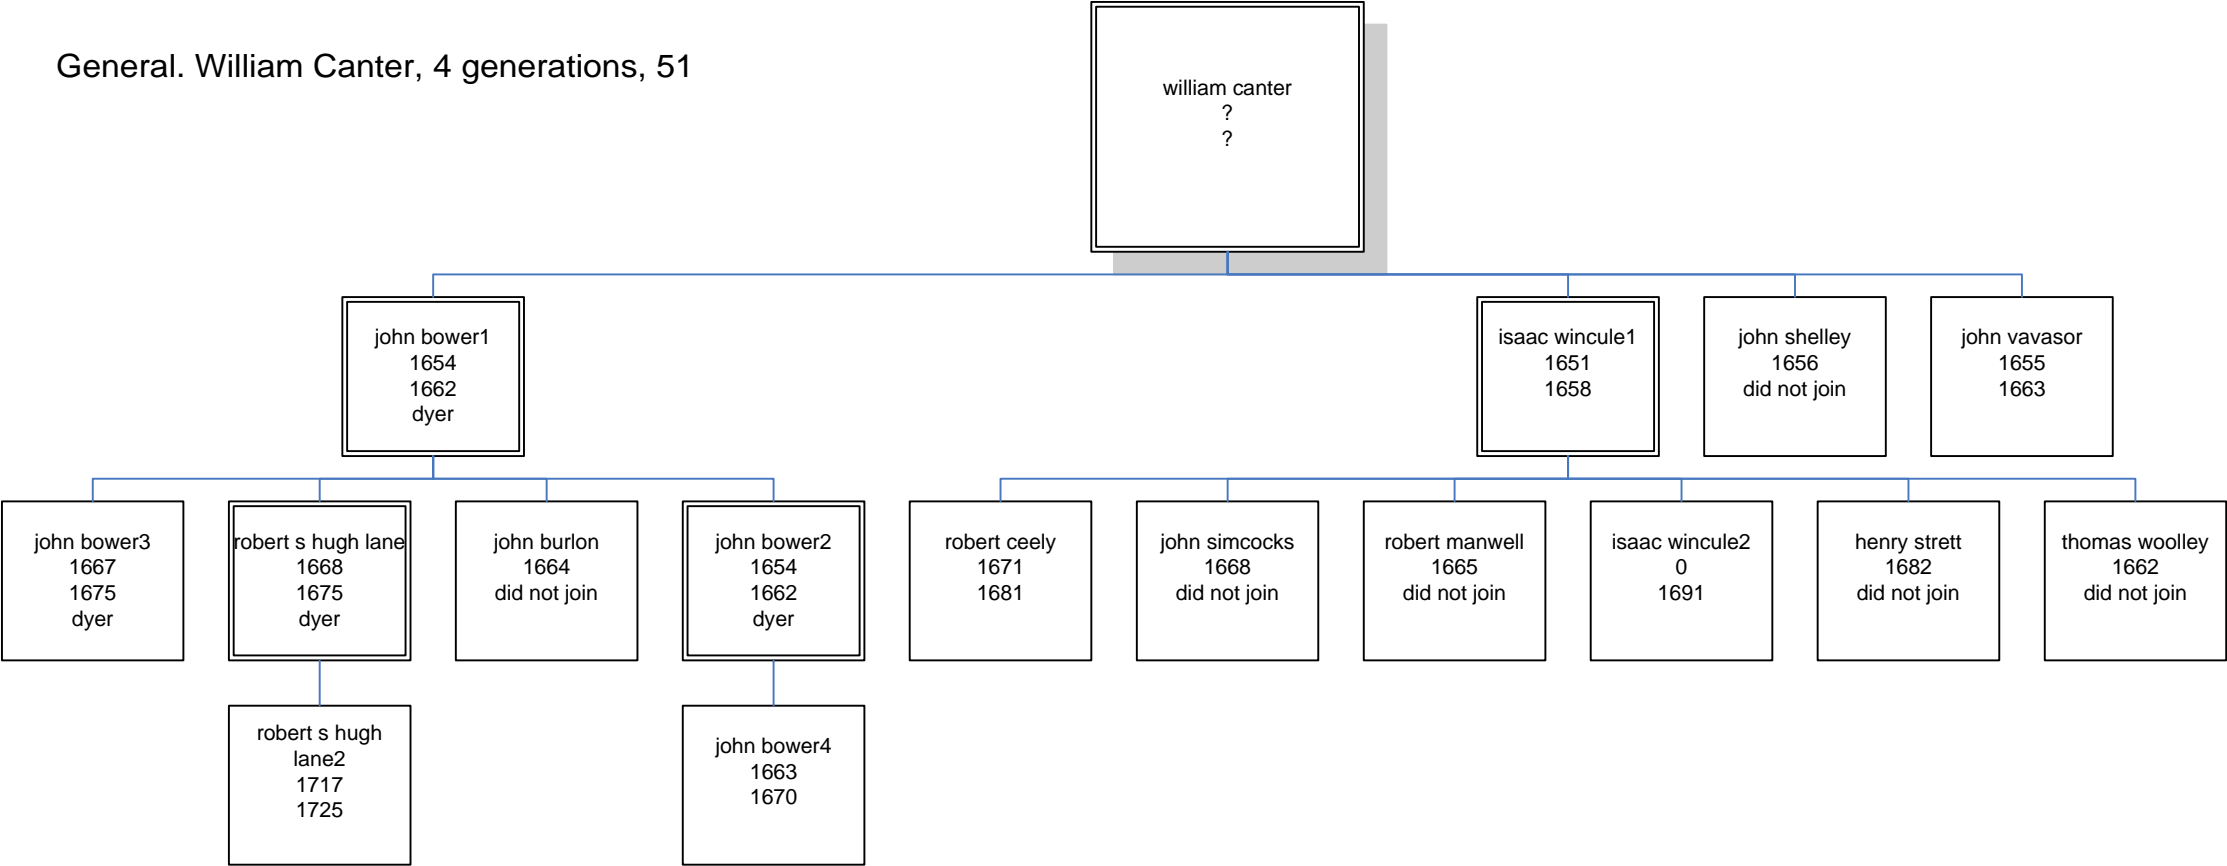 General. William Canter, 4 generations, 51
william canter
?
?
john bower1
1654
1662
dyer
isaac wincule1
1651
1658
john shelley
1656
did not join
john vavasor
1655
1663
john bower3
1667
1675
dyer
robert s hugh lane
1668
1675
dyer
john burlon
1664
did not join
john bower2
1654
1662
dyer
robert ceely
1671
1681
john simcocks
1668
did not join
robert manwell
1665
did not join
isaac wincule2
0
1691
henry strett
1682
did not join
thomas woolley
1662
did not join
robert s hugh
lane2
1717
1725
john bower4
1663
1670